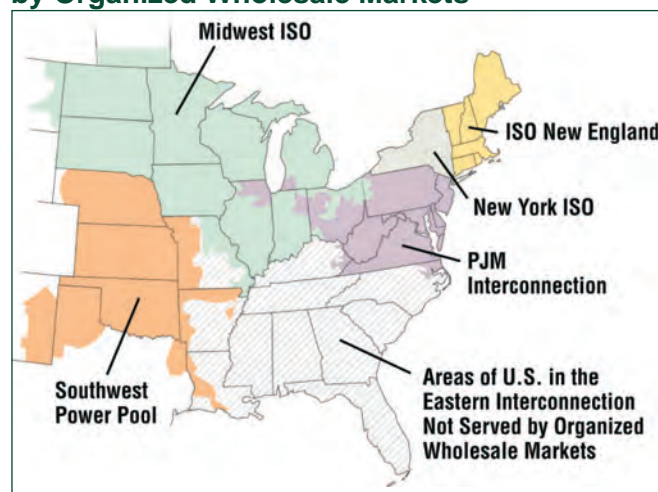 by Organized Wholesale Markets
Midwest ISO
ISO New England
New York ISO
PJM
Interconnection
Southwest
Power Pool
Areas of U.S. in the
Eastern Interconnection
Not Served by Organized
Wholesale Markets